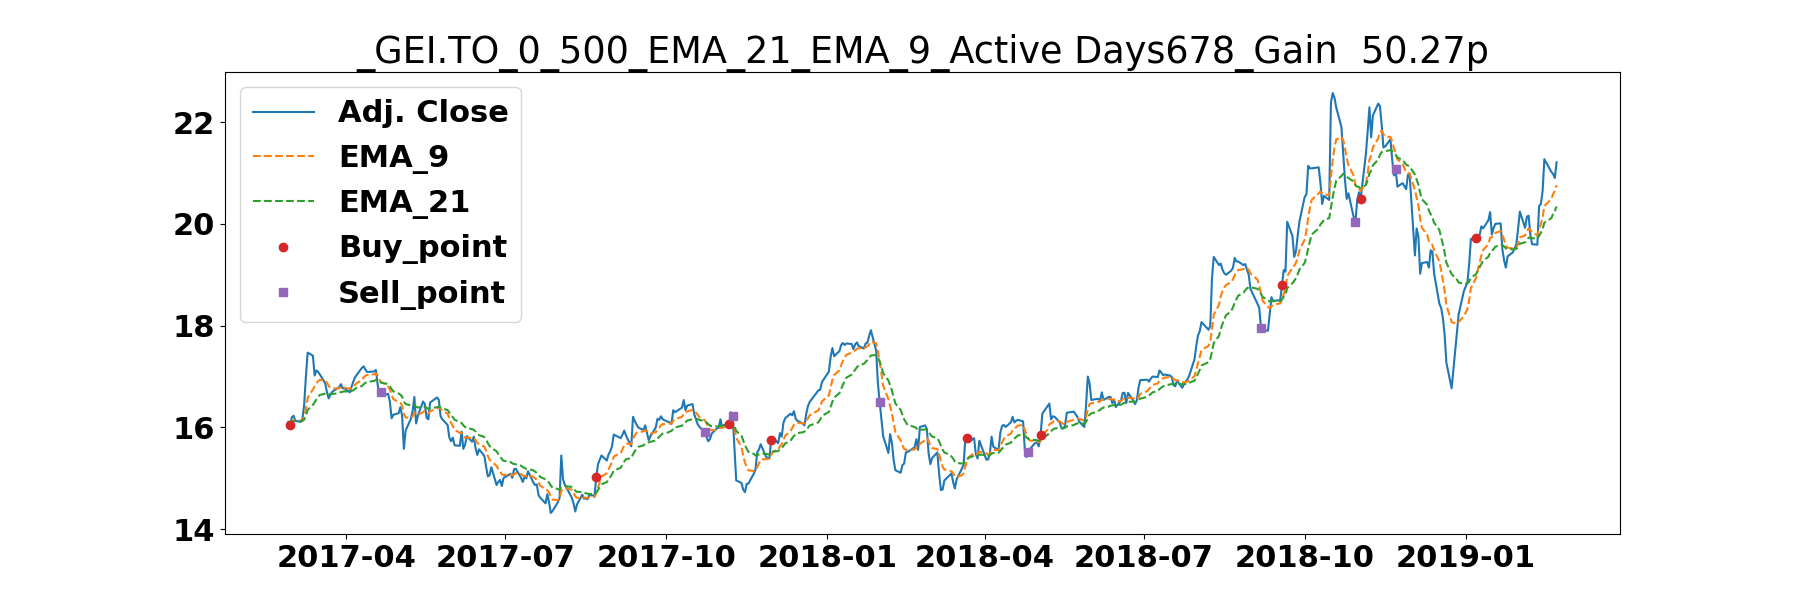 _GEI.TO_0_500_EMA_21_EMA_9_Active Days678_Gain  50.27p
Adj. Close
EMA_9
EMA_21
Buy_point
Sell_point
22
20
18
16
14
2017-04 2017-07 2017-10 2018-01 2018-04 2018-07 2018-10 2019-01